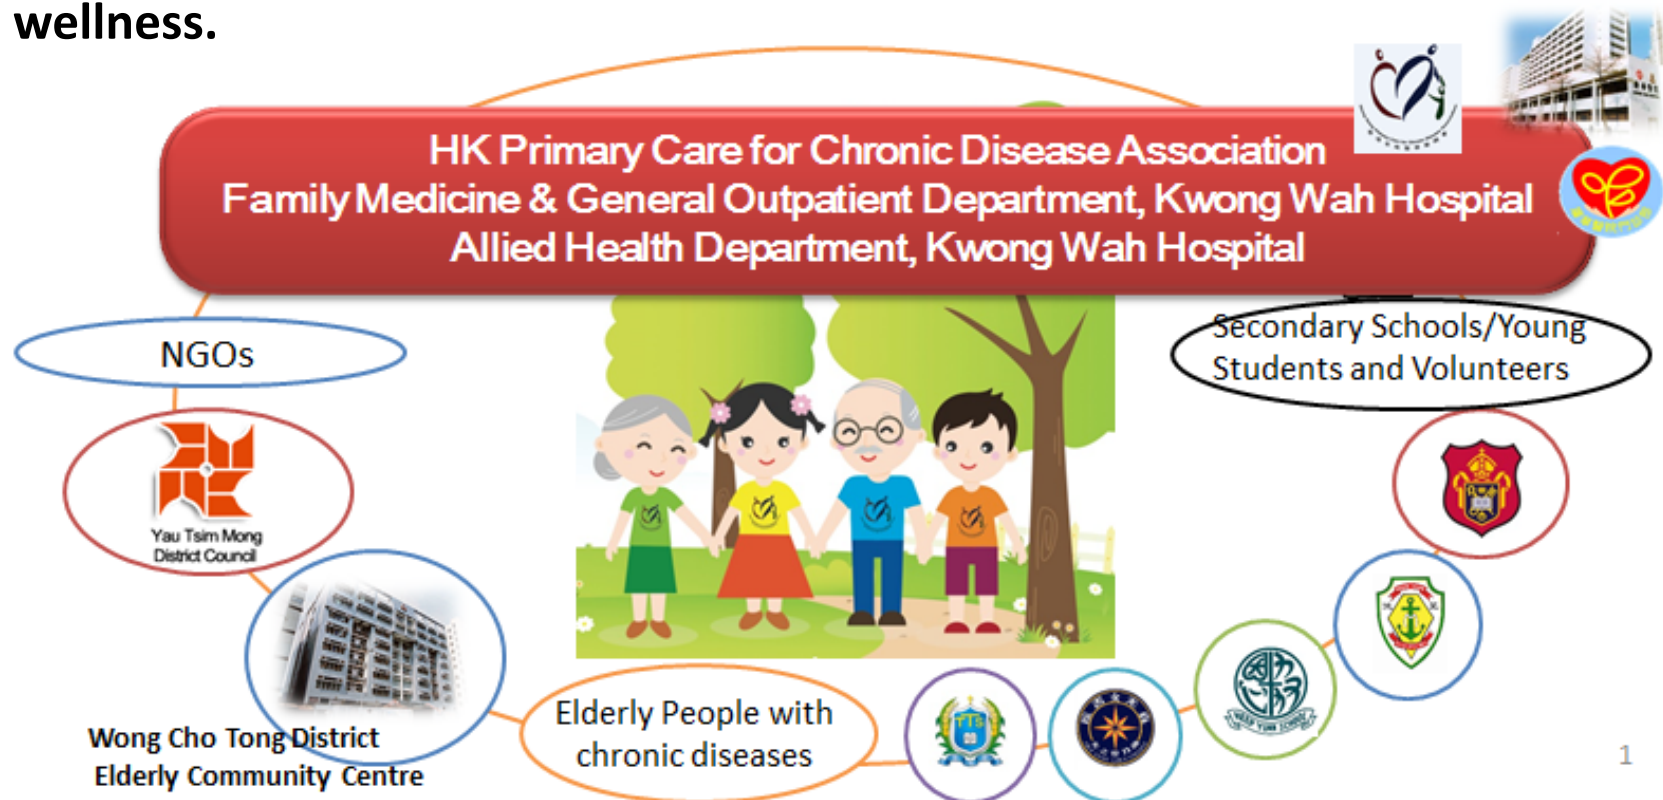 wellness.
HK Primary Care for Chronic Disease Association
Family Medicine & General Outpatient Department, Kwong Wah Hospital
Allied Health Department, Kwong Wah Hospital
NGOs
Secondary Schools/Young
Students and Volunteers
Yau Tsim Mong
District Council
Wong Cho Tong District
Elderly Community Centre
Elderly People with
chronic diseases
YTS
1